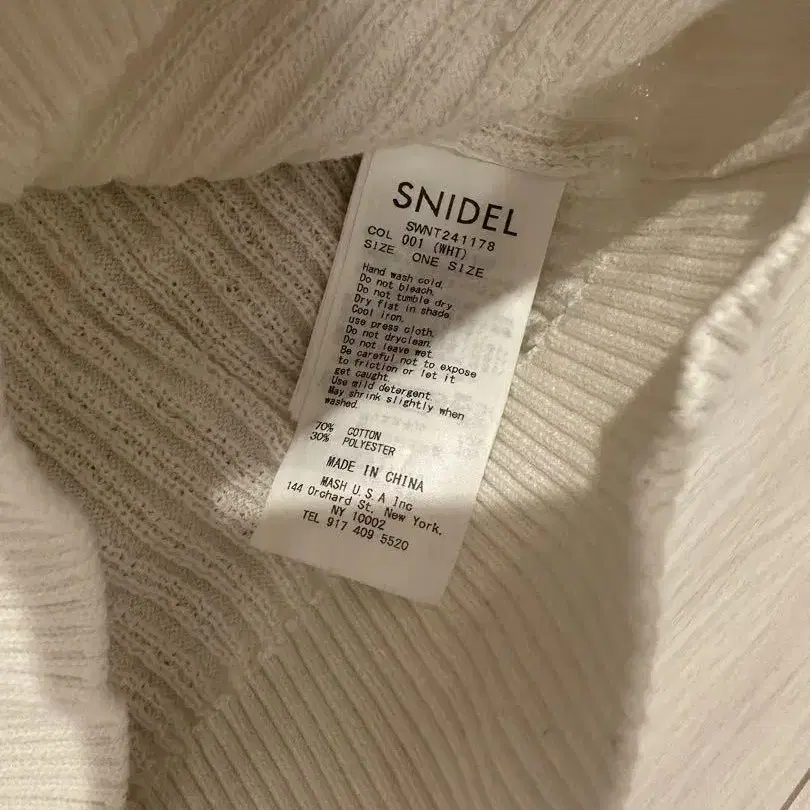 SNIDEL
SWNT241178
COL 001 (WHT)
SIZE ONE SIZE
Hand wash cold.
Do not bleach.
Do not tumble dry.
Dry flat in shade.
Cool iron.
use press cloth.
Do not dryclean.
Do not leave wet.
Be careful not to expose
to friction or let it
get caught.
Use mild detergent.
May shrink slightly when
washed.
70% COTTON
30% POLYESTER
MADE IN CHINA
MASH U.S.A Inc
144 Orchard St. New York,
NY 10002
TEL 917 409 5520